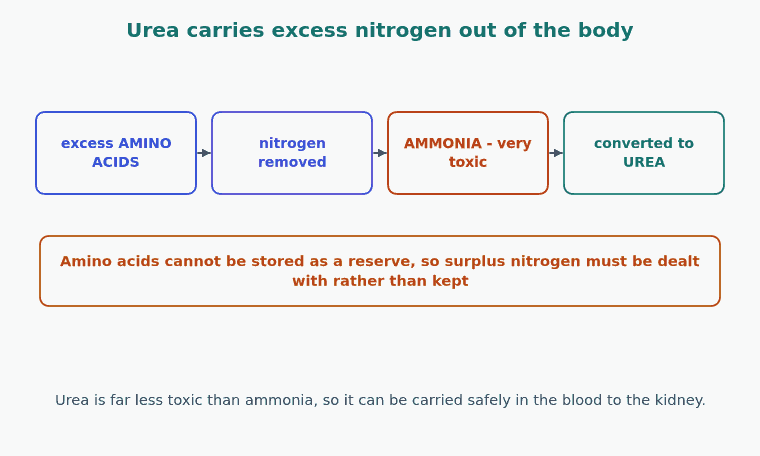 Urea carries excess nitrogen out of the body
excess AMINO
ACIDS
nitrogen
removed
AMMONIA - very
toxic
converted to
UREA
Amino acids cannot be stored as a reserve, so surplus nitrogen must be dealt
with rather than kept
Urea is far less toxic than ammonia, so it can be carried safely in the blood to the kidney.